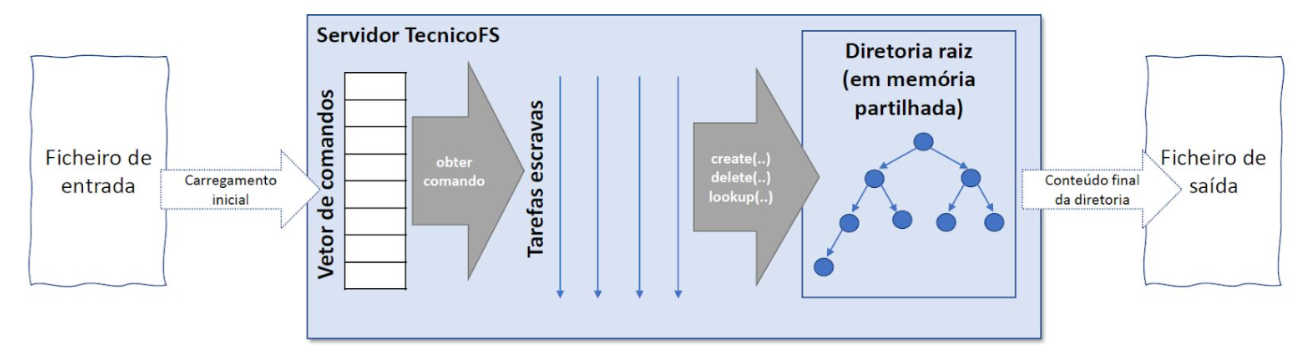 Ficheiro de
entrada
Carregamento
inicial
Servidor TecnicoFS
Vetor de comandos
obter
comando
Tarefas escravas
create(..)
delete(..)
lookup(..)
Diretoria raiz
(em memória
partilhada)
Conteúdo final
da diretoria
Ficheiro de
saída